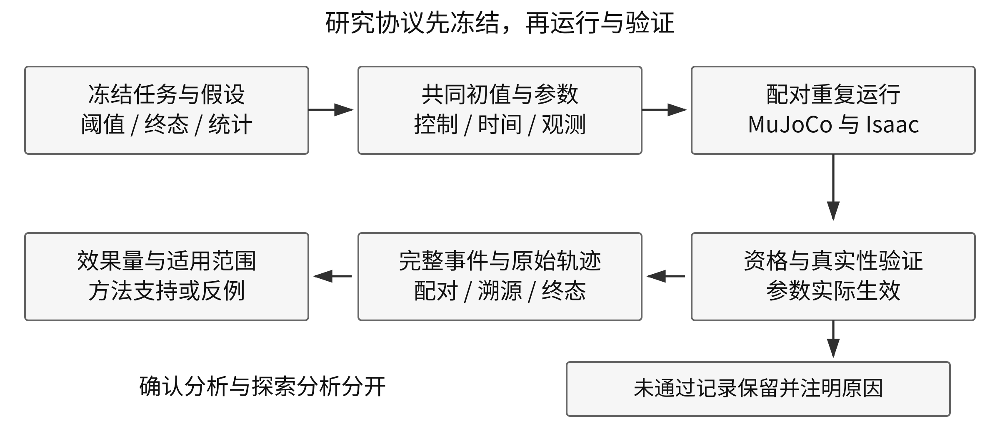 研究协议先冻结，再运行与验证
冻结任务与假设
阈值 / 终态 / 统计
共同初值与参数
控制 / 时间 / 观测
配对重复运行
MuJoCo 与 Isaac
效果量与适用范围
方法支持或反例
完整事件与原始轨迹
配对 / 溯源 / 终态
资格与真实性验证
参数实际生效
确认分析与探索分析分开
未通过记录保留并注明原因